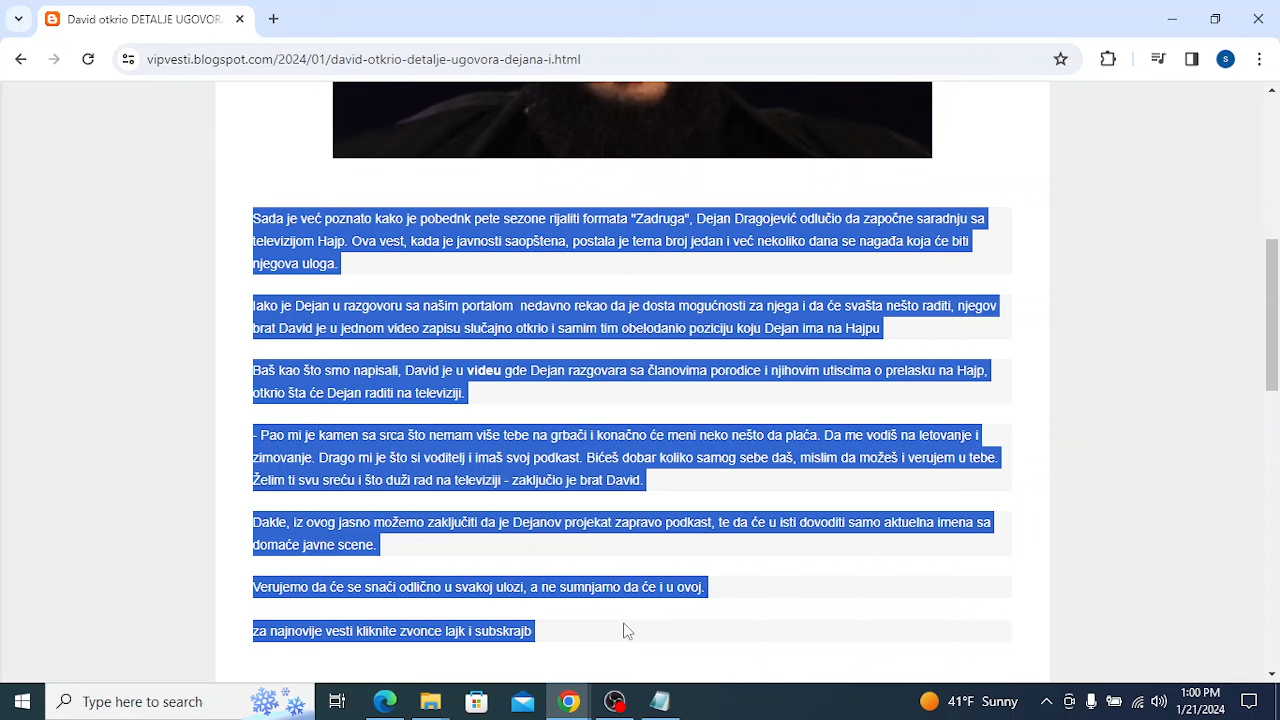 David otkrio DETALJE UGOVORA
vipvesti.blogspot.com/2024/01/david-otkrio-detalje-ugovora-dejana-i.html
S
Sada je već poznato kako je pobednk pete sezone rijaliti formata "Zadruga", Dejan Dragojević odlučio da započne saradnju sa
televizijom Hajp. Ova vest, kada je javnosti saopštena, postala je tema broj jedan i već nekoliko dana se nagađa koja će biti
njegova uloga.
Iako je Dejan u razgovoru sa našim portalom nedavno rekao da je dosta mogućnosti za njega i da će svašta nešto raditi, njegov
brat David je u jednom video zapisu slučajno otkrio i samim tim obelodanio poziciju koju Dejan ima na Hajpu
Baš kao što smo napisali, David je u videu gde Dejan razgovara sa članovima porodice i njihovim utiscima o prelasku na Hajp,
otkrio šta će Dejan raditi na televiziji.
- Pao mi je kamen sa srca što nemam više tebe na grbači i konačno će meni neko nešto da plaća. Da me vodiš na letovanje i
zimovanje. Drago mi je što si voditelj i imaš svoj podkast. Bićeš dobar koliko samog sebe daš, mislim da možeš i verujem u tebe.
Želim ti svu sreću i što duži rad na televiziji - zaključio je brat David.
Dakle, iz ovog jasno možemo zaključiti da je Dejanov projekat zapravo podkast, te da će u isti dovoditi samo aktuelna imena sa
domaće javne scene.
Verujemo da će se snaći odlično u svakoj ulozi, a ne sumnjamo da će i u ovoj.
za najnovije vesti kliknite zvonce lajk i subskrajb
Type here to search
41°F Sunny
1:00 PM
1/21/2024